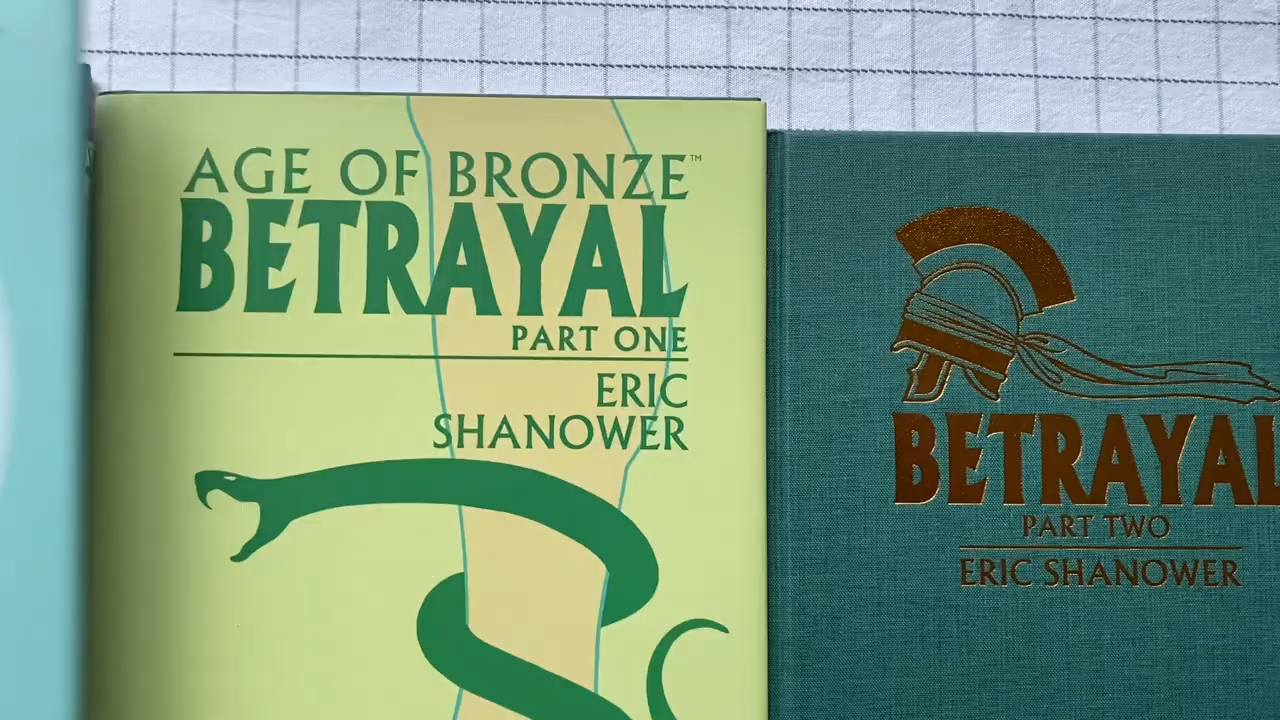 AGE OF BRONZE™
BETRAYAL
PART ONE
ERIC
SHANOWER
BETRAYAL
PART TWO
ERIC SHANOWER